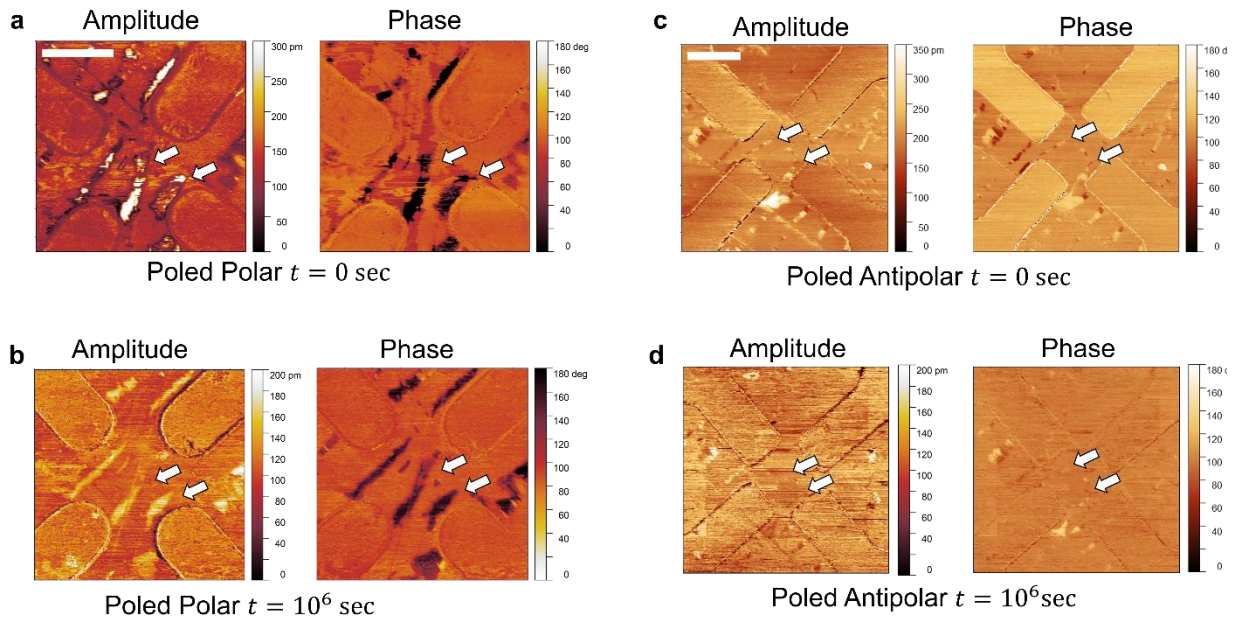 a
Amplitude
Phase
300 pm
250
200
150
100
50
0
180 deg
160
140
120
100
80
60
40
20
0
Poled Polar t = 0 sec
c
Amplitude
Phase
350 pm
300
250
200
150
100
50
0
180 d
160
140
120
100
80
60
40
20
0
Poled Antipolar t = 0 sec
b
Amplitude
Phase
200 pm
180
160
140
120
100
80
60
40
20
0
180 deg
160
140
120
100
80
60
40
20
0
Poled Polar t = 10⁶ sec
d
Amplitude
Phase
200 pm
180
160
140
120
100
80
60
40
20
0
180 d
160
140
120
100
80
60
40
20
0
Poled Antipolar t = 10⁶sec